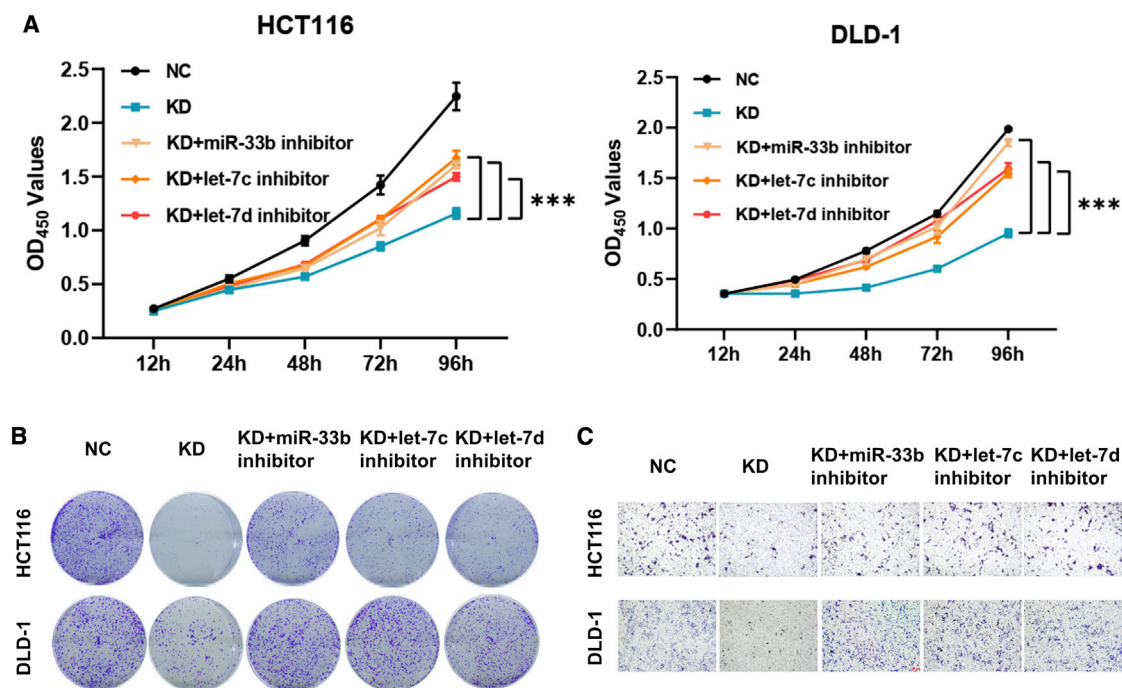 A
HCT116
OD450 Values
2.5
2.0
1.5
1.0
0.5
0.0
12h 24h 48h 72h 96h
NC
KD
KD+miR-33b inhibitor
KD+let-7c inhibitor
KD+let-7d inhibitor
***
DLD-1
OD450 Values
2.5
2.0
1.5
1.0
0.5
0.0
12h 24h 48h 72h 96h
NC
KD
KD+miR-33b inhibitor
KD+let-7c inhibitor
KD+let-7d inhibitor
***
B
NC KD KD+miR-33b KD+let-7c KD+let-7d
inhibitor inhibitor inhibitor
HCT116
DLD-1
C
NC KD KD+miR-33b KD+let-7c KD+let-7d
inhibitor inhibitor inhibitor
HCT116
DLD-1